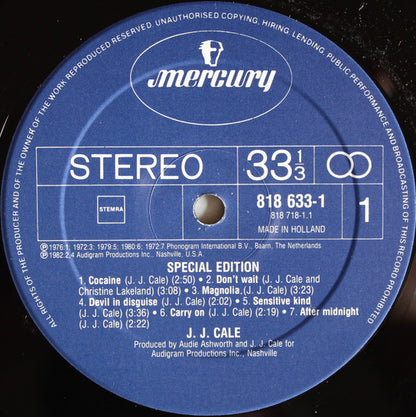 ALL RIGHTS OF THE PRODUCER AND OF THE OWNER OF THE WORK REPRODUCED RESERVED. UNAUTHORISED COPYING, HIRING, LENDING, PUBLIC PERFORMANCE AND BROADCASTING OF THIS RECORD PROHIBITED.
mercury
STEREO
33 1/3
STEMRA
818 633-1
818 718-1.1
MADE IN HOLLAND
1
℗ 1976:1; 1972:3; 1979:5; 1980:6; 1972:7 Phonogram International B.V., Baarn, The Netherlands
℗ 1982:2,4 Audigram Productions Inc., Nashville, U.S.A.
SPECIAL EDITION
1. Cocaine (J. J. Cale) (2:50) • 2. Don't wait (J. J. Cale and
Christine Lakeland) (3:08) • 3. Magnolia (J. J. Cale) (3:23)
4. Devil in disguise (J. J. Cale) (2:02) • 5. Sensitive kind
(J. J. Cale) (3:36) • 6. Carry on (J. J. Cale) (2:19) • 7. After midnight
(J. J. Cale) (2:22)
J. J. CALE
Produced by Audie Ashworth and J. J. Cale for
Audigram Productions Inc., Nashville